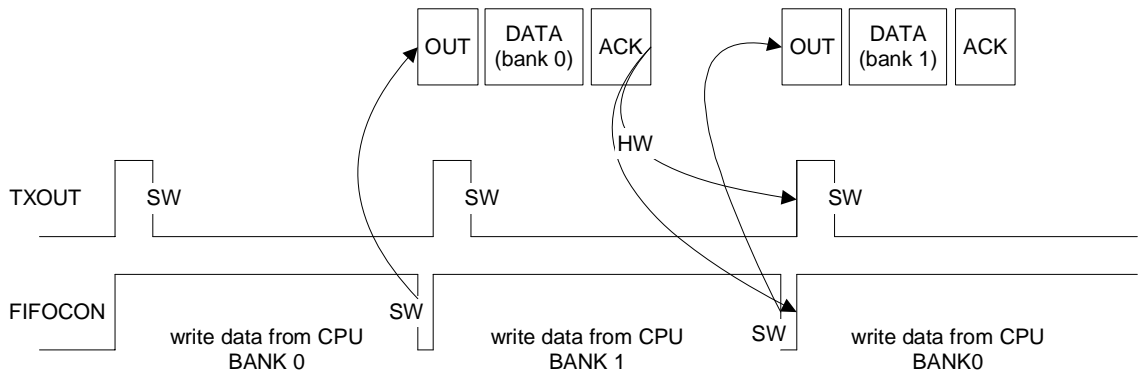 OUT DATA (bank 0) ACK OUT DATA (bank 1) ACK
HW
TXOUT SW SW SW
FIFOCON SW SW
write data from CPU write data from CPU write data from CPU
BANK 0 BANK 1 BANK0